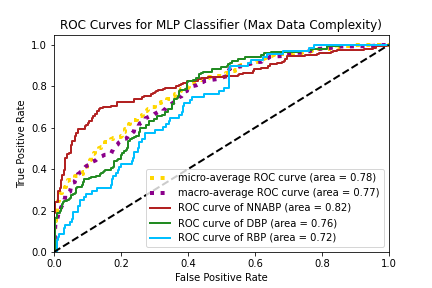 ROC Curves for MLP Classifier (Max Data Complexity)
1.0
0.8
0.6
0.4
0.2
0.0
True Positive Rate
micro-average ROC curve (area = 0.78)
macro-average ROC curve (area = 0.77)
ROC curve of NNABP (area = 0.82)
ROC curve of DBP (area = 0.76)
ROC curve of RBP (area = 0.72)
0.0 0.2 0.4 0.6 0.8 1.0
False Positive Rate